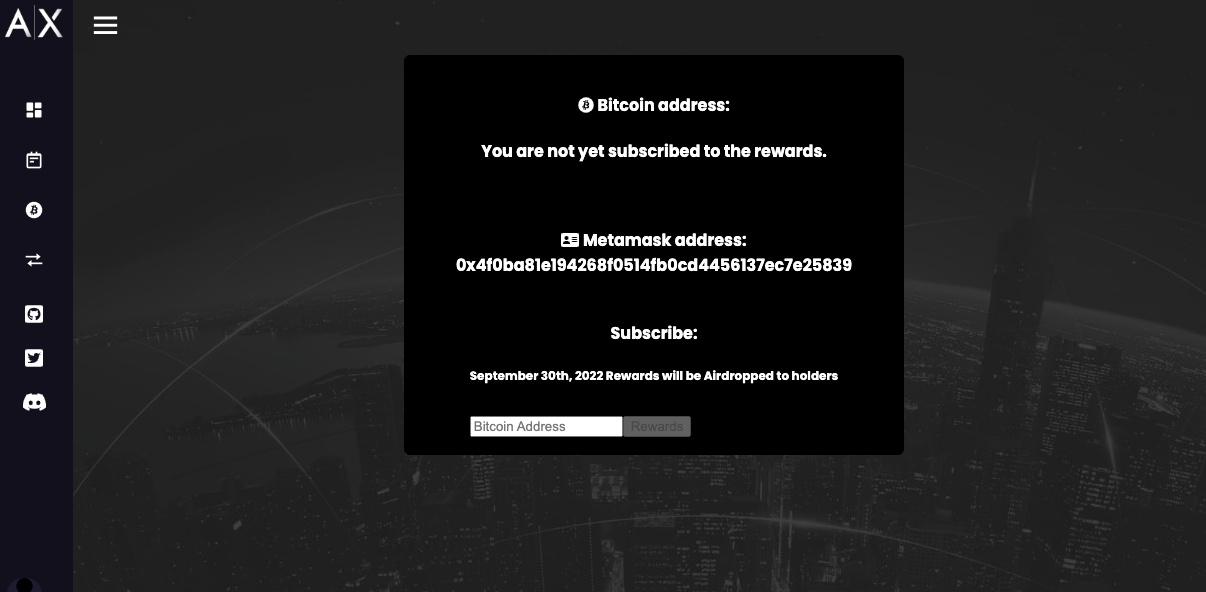 A|X
Bitcoin address:
You are not yet subscribed to the rewards.
Metamask address:
0x4f0ba81e194268f0514fb0cd4456137ec7e25839
Subscribe:
September 30th, 2022 Rewards will be Airdropped to holders
Bitcoin Address Rewards